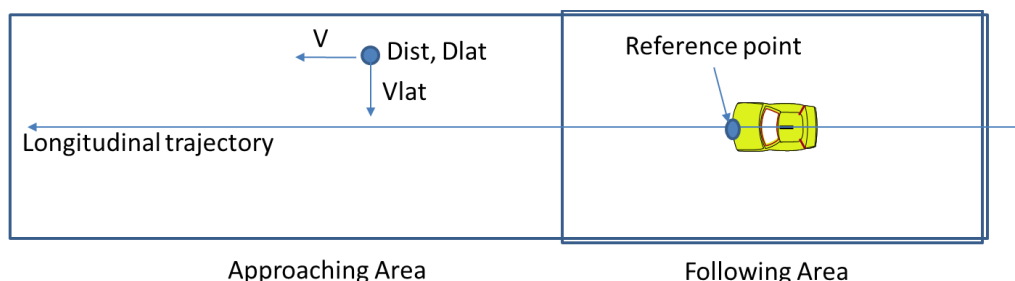 V
Dist, Dlat
Vlat
Reference point
Longitudinal trajectory
Approaching Area
Following Area